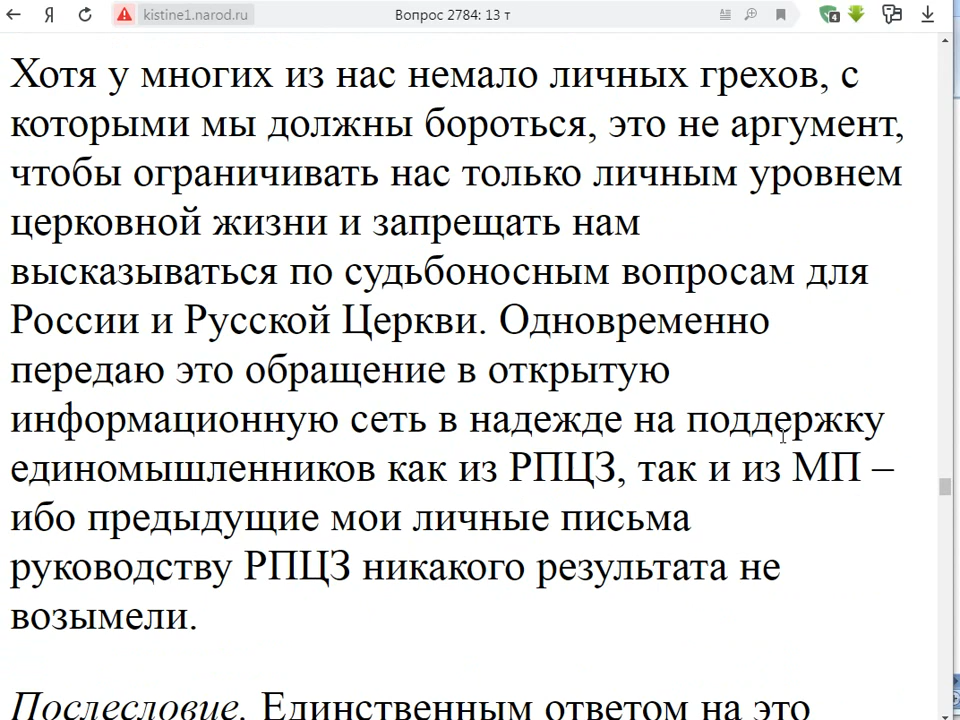 kistine1.narod.ru
Вопрос 2784: 13 т
4
Хотя у многих из нас немало личных грехов, с
которыми мы должны бороться, это не аргумент,
чтобы ограничивать нас только личным уровнем
церковной жизни и запрещать нам
высказываться по судьбоносным вопросам для
России и Русской Церкви. Одновременно
передаю это обращение в открытую
информационную сеть в надежде на поддержку
единомышленников как из РПЦЗ, так и из МП –
ибо предыдущие мои личные письма
руководству РПЦЗ никакого результата не
возымели.
Послесловие. Единственным ответом на это